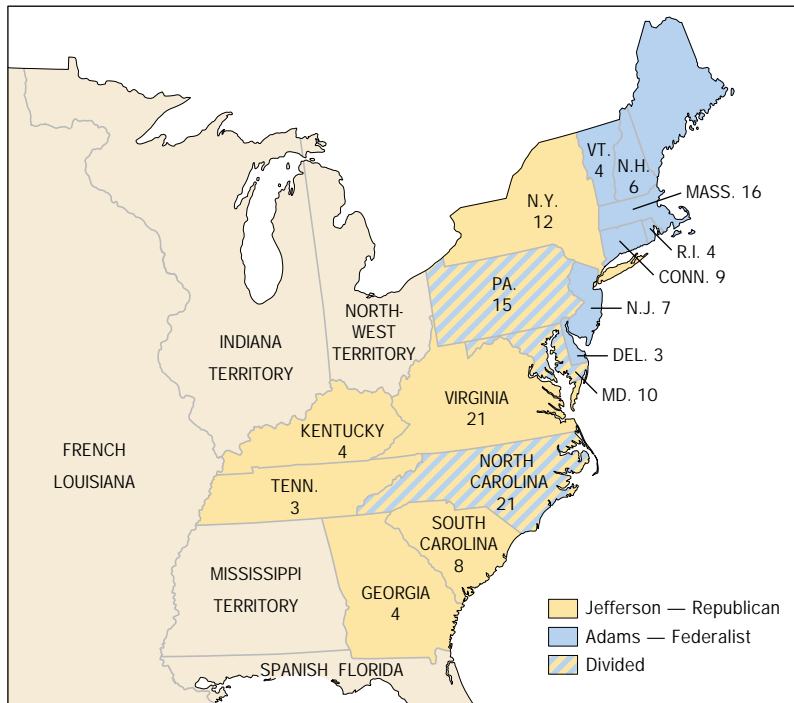 VT.
4
N.H.
6
MASS. 16
N.Y.
12
R.I. 4
CONN. 9
PA.
15
N.J. 7
NORTH-
WEST
TERRITORY
INDIANA
TERRITORY
DEL. 3
MD. 10
VIRGINIA
21
KENTUCKY
4
FRENCH
LOUISIANA
NORTH
CAROLINA
21
TENN.
3
SOUTH
CAROLINA
8
MISSISSIPPI
TERRITORY
GEORGIA
4
SPANISH FLORIDA
Jefferson — Republican
Adams — Federalist
Divided